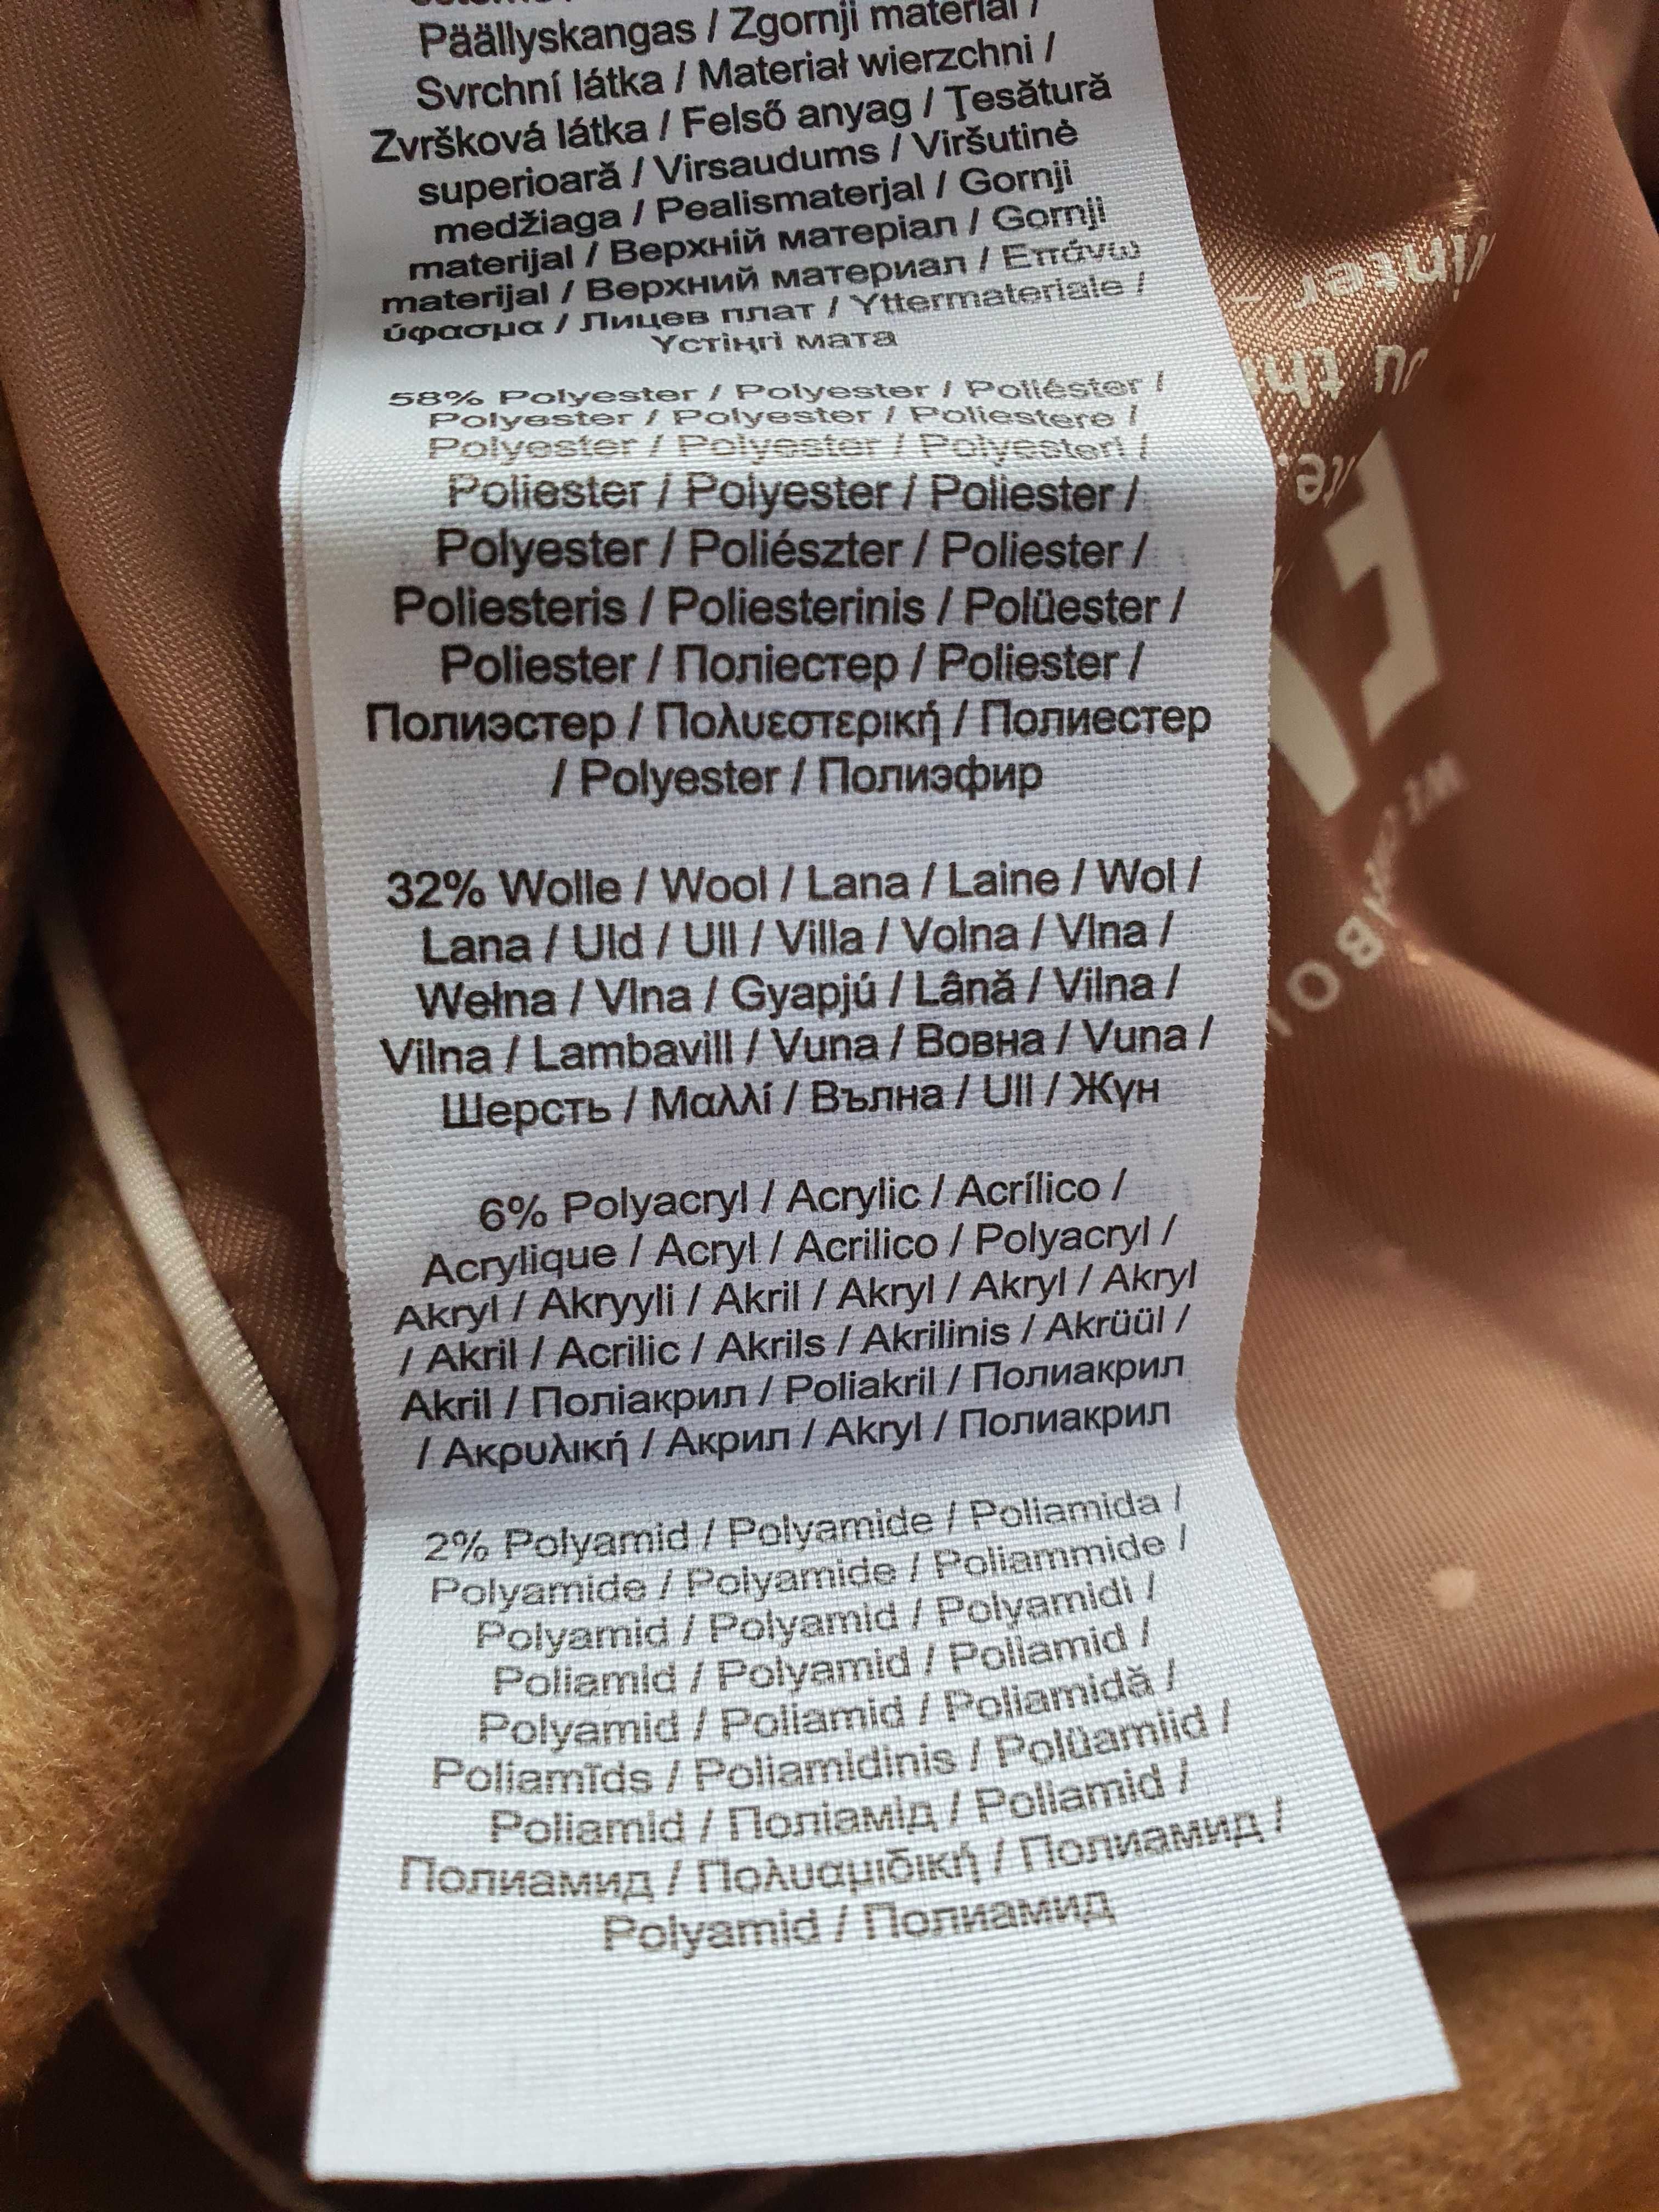 Päällyskangas / Zgornji material /
Svrchní látka / Materiał wierzchni /
Zvršková látka / Felső anyag / Ţesătură
superioară / Virsaudums / Viršutinė
medžiaga / Pealismaterjal / Gornji
materijal / Верхній матеріал / Gornji
materijal / Верхний материал / Επάνω
ύφασμα / Лицев плат / Yttermateriale /
Үстіңгі мата
58% Polyester / Polyester / Poliéster /
Polyester / Polyester / Poliestere /
Polyester / Polyester / Polyesteri /
Poliester / Polyester / Poliester /
Polyester / Poliészter / Poliester /
Poliesteris / Poliesterinis / Polüester /
Poliester / Поліестер / Poliester /
Полиэстер / Πολυεστερική / Полиестер
/ Polyester / Полиэфир
32% Wolle / Wool / Lana / Laine / Wol /
Lana / Uld / Ull / Villa / Volna / Vlna /
Wełna / Vlna / Gyapjú / Lână / Vilna /
Vilna / Lambavill / Vuna / Вовна / Vuna /
Шерсть / Μαλλί / Вълна / Ull / Жүн
6% Polyacryl / Acrylic / Acrílico /
Acrylique / Acryl / Acrilico / Polyacryl /
Akryl / Akryyli / Akril / Akryl / Akryl / Akryl
/ Akril / Acrilic / Akrils / Akrilinis / Akrüül /
Akril / Поліакрил / Poliakril / Полиакрил
/ Ακρυλική / Акрил / Akryl / Полиакрил
2% Polyamid / Polyamide / Poliamida /
Polyamide / Polyamide / Poliammide /
Polyamid / Polyamid / Polyamidi /
Poliamid / Polyamid / Poliamid /
Polyamid / Poliamid / Poliamidă /
Poliamīds / Poliamidinis / Polüamiid /
Poliamid / Поліамід / Poliamid /
Полиамид / Πολυαμιδική / Полиамид /
Polyamid / Полиамид